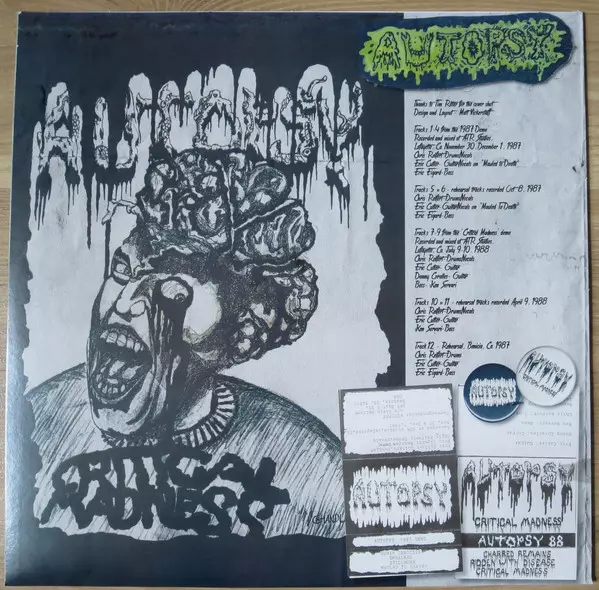 AUTOPSY
AUTOPSY
Thanks to Tim Ritter for the cover shot
Design and Layout - Matt Vickerstaff
Tracks 1-4 from the 1987 Demo
Recorded and mixed at ATR Studios
Lafayette, Ca November 30, December 1, 1987
Chris Reifert-Drums/Vocals
Eric Cutler-Guitar/Vocals on "Mauled to Death"
Eric Eigard-Bass
Tracks 5 + 6 - rehearsal tracks recorded Oct 8, 1987
Chris Reifert-Drums/Vocals
Eric Cutler-Guitar/Vocals on "Mauled To Death"
Eric Eigard-Bass
Tracks 7-9 from the 'Critical Madness' demo
Recorded and mixed at ATR Studios
Lafayette, Ca July 9-10, 1988
Chris Reifert-Drums/Vocals
Eric Cutler - Guitar
Danny Coralles - Guitar
Bass - Ken Sorvari
Tracks 10 + 11 - rehearsal tracks recorded April 9, 1988
Chris Reifert-Drums/Vocals
Eric Cutler-Guitar
Ken Sorvari-Bass
Track 12 - Rehearsal, Benicia, Ca 1987
Chris Reifert-Drums
Eric Cutler-Guitar
Eric Eigard-Bass
AUTOPSY
AUTOPSY
CRITICAL MADNESS
AUTOPSY
AUTOPSY
CRITICAL MADNESS
AUTOPSY 88
CHARRED REMAINS
RIDDEN WITH DISEASE
CRITICAL MADNESS
CRITICAL
MADNESS